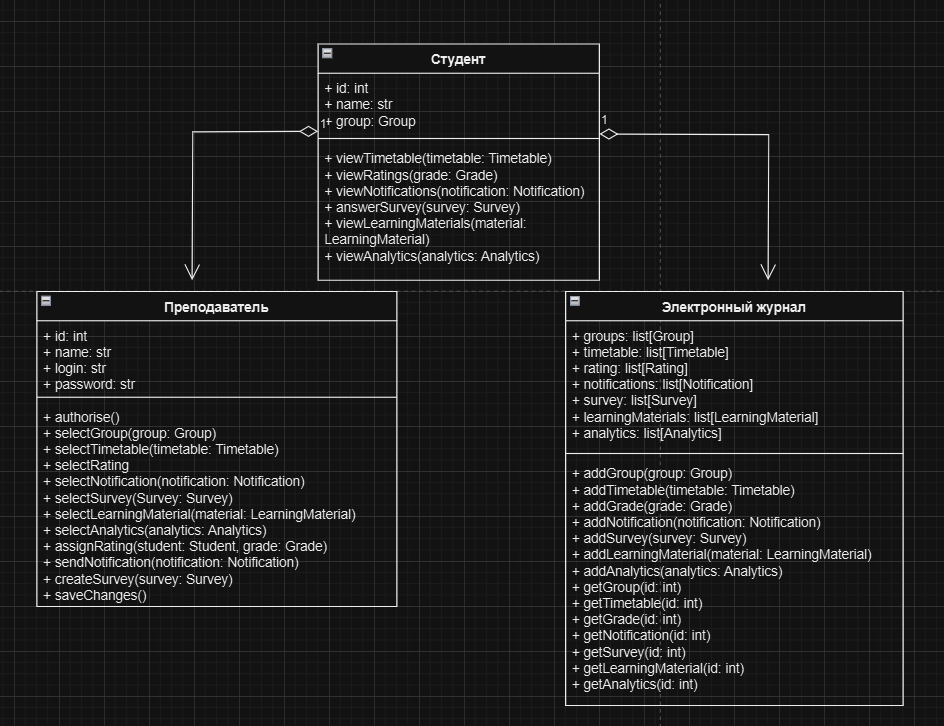 Студент
+ id: int
+ name: str
+ group: Group
1
1
+ viewTimetable(timetable: Timetable)
+ viewRatings(grade: Grade)
+ viewNotifications(notification: Notification)
+ answerSurvey(survey: Survey)
+ viewLearningMaterials(material:
LearningMaterial)
+ viewAnalytics(analytics: Analytics)
Преподаватель
+ id: int
+ name: str
+ login: str
+ password: str
+ authorise()
+ selectGroup(group: Group)
+ selectTimetable(timetable: Timetable)
+ selectRating
+ selectNotification(notification: Notification)
+ selectSurvey(Survey: Survey)
+ selectLearningMaterial(material: LearningMaterial)
+ selectAnalytics(analytics: Analytics)
+ assignRating(student: Student, grade: Grade)
+ sendNotification(notification: Notification)
+ createSurvey(survey: Survey)
+ saveChanges()
Электронный журнал
+ groups: list[Group]
+ timetable: list[Timetable]
+ rating: list[Rating]
+ notifications: list[Notification]
+ survey: list[Survey]
+ learningMaterials: list[LearningMaterial]
+ analytics: list[Analytics]
+ addGroup(group: Group)
+ addTimetable(timetable: Timetable)
+ addGrade(grade: Grade)
+ addNotification(notification: Notification)
+ addSurvey(survey: Survey)
+ addLearningMaterial(material: LearningMaterial)
+ addAnalytics(analytics: Analytics)
+ getGroup(id: int)
+ getTimetable(id: int)
+ getGrade(id: int)
+ getNotification(id: int)
+ getSurvey(id: int)
+ getLearningMaterial(id: int)
+ getAnalytics(id: int)